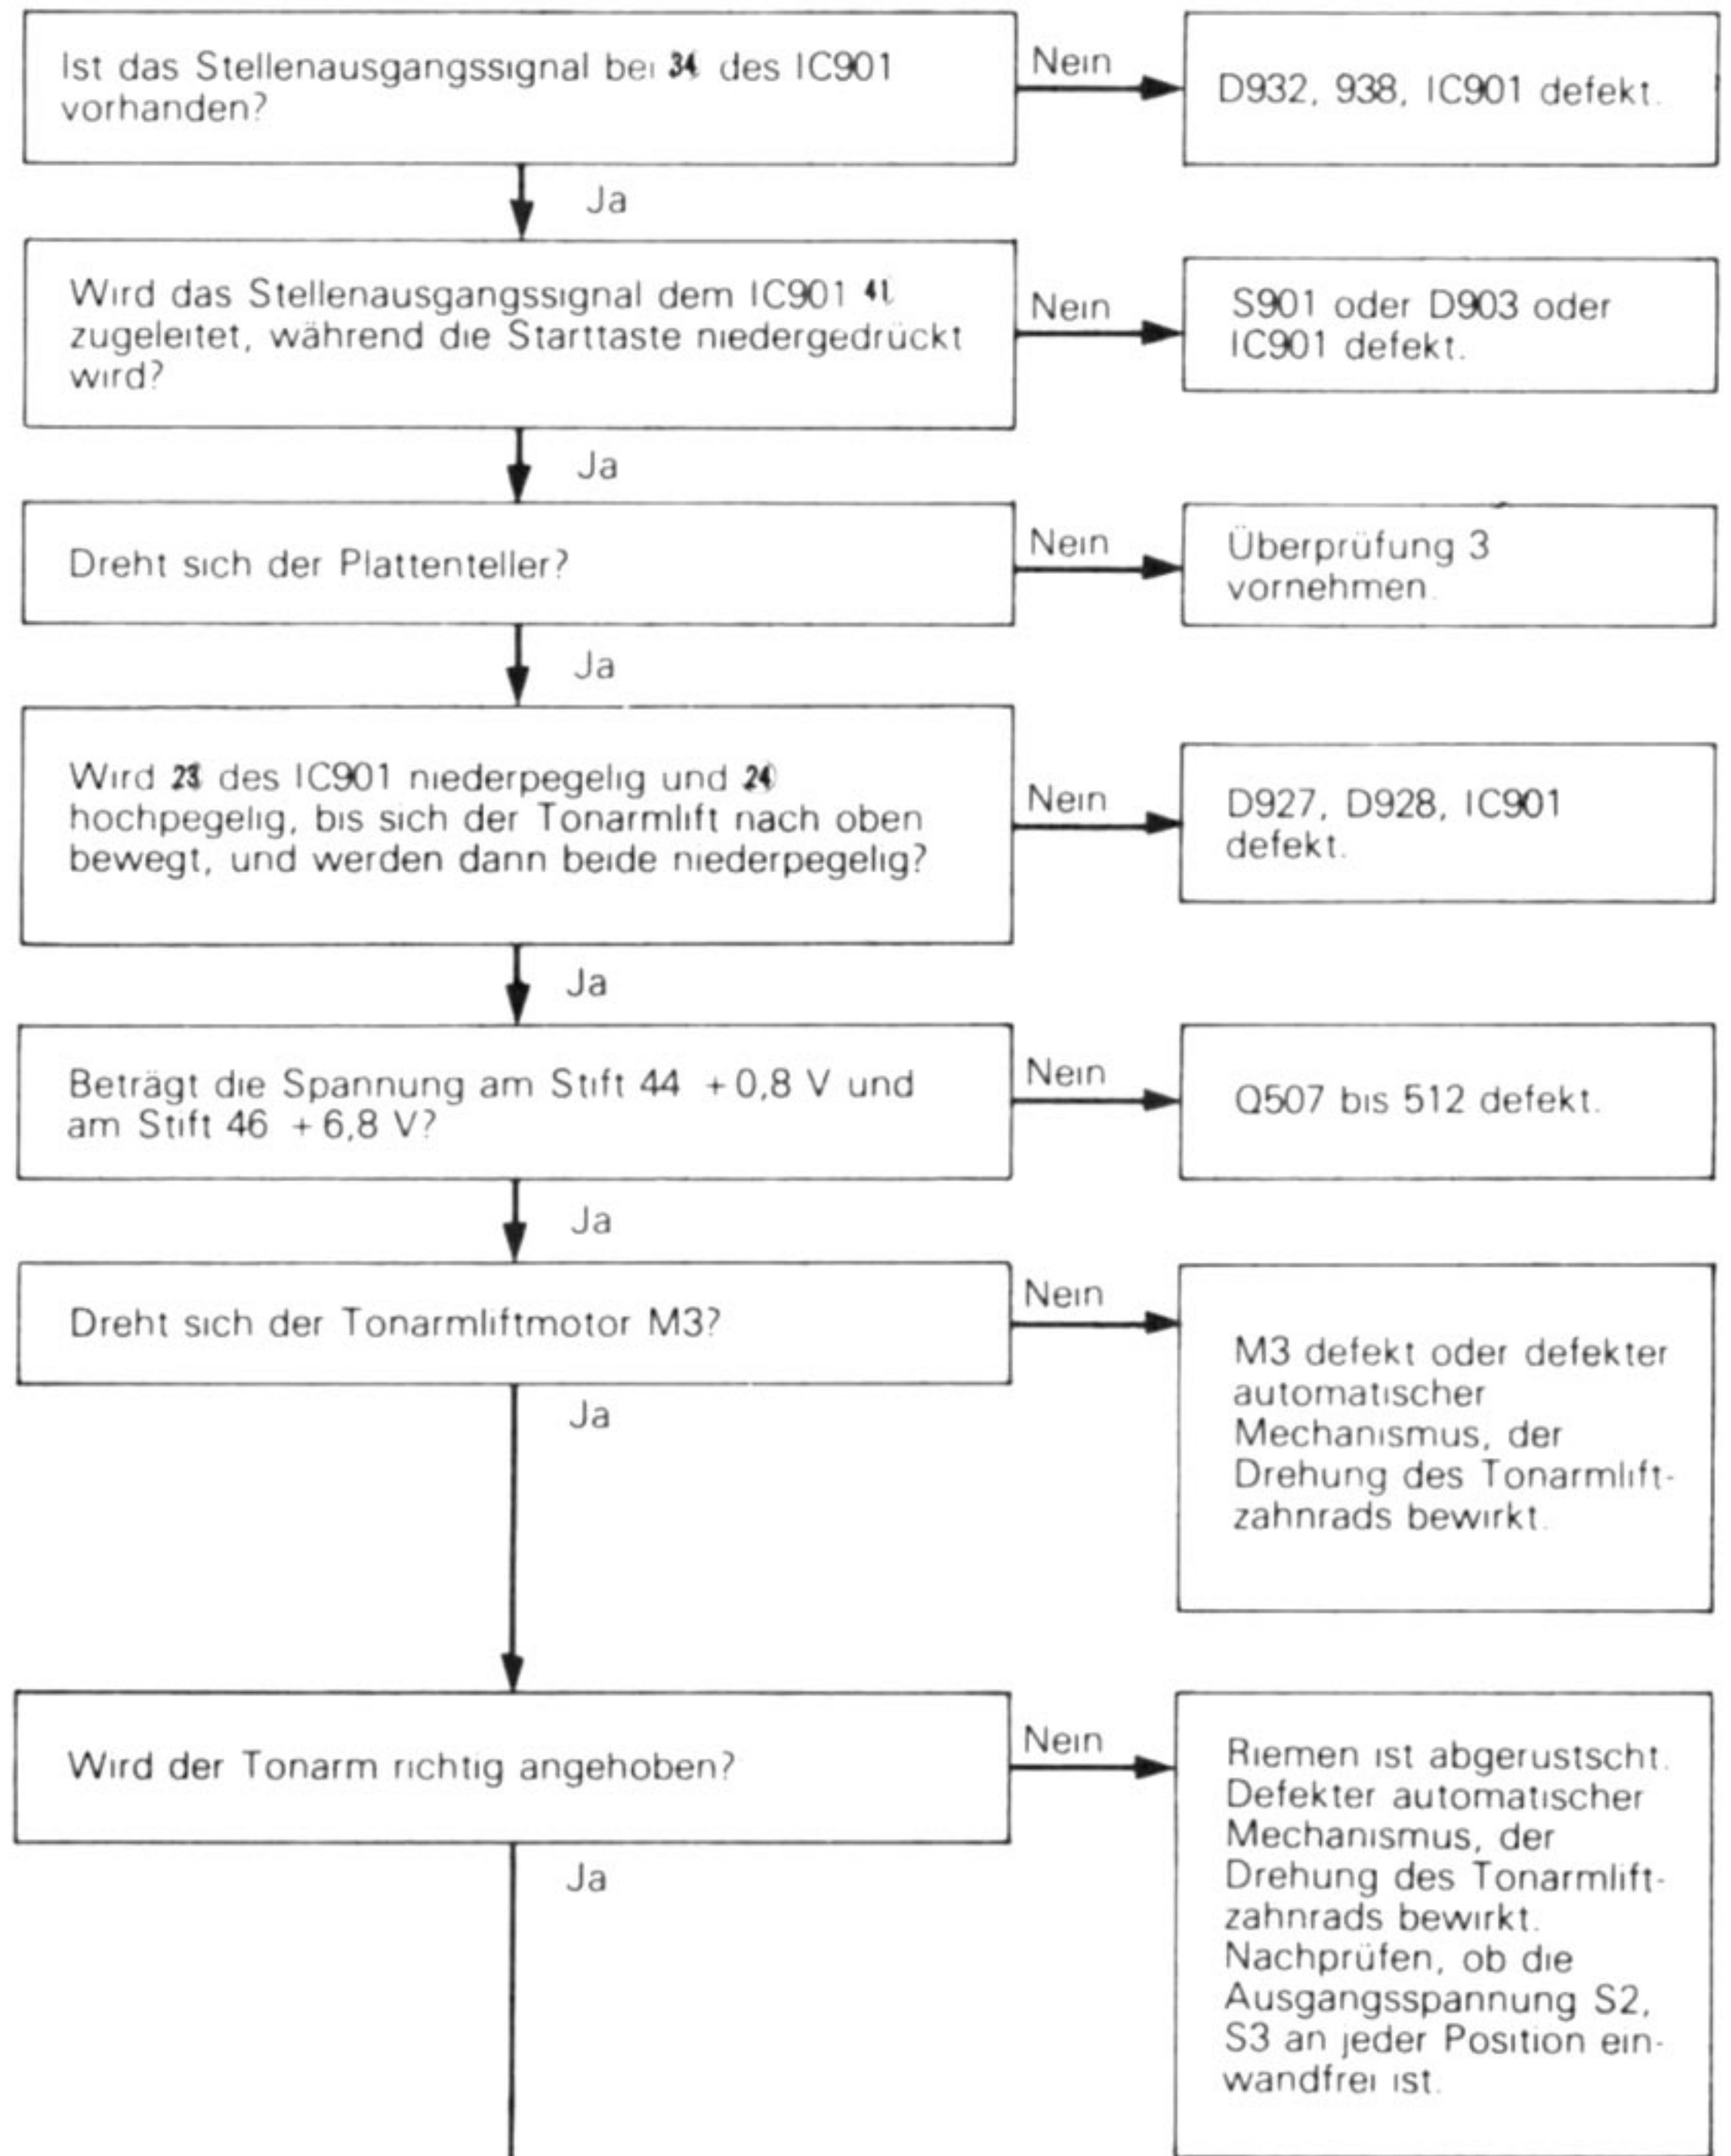 Ist das Stellenausgangssignal bei 34 des IC901
vorhanden?
Nein
D932, 938, IC901 defekt.
Ja
Wird das Stellenausgangssignal dem IC901 41
zugeleitet, während die Starttaste niedergedrückt
wird?
Nein
S901 oder D903 oder
IC901 defekt.
Ja
Dreht sich der Plattenteller?
Nein
Überprüfung 3
vornehmen.
Ja
Wird 23 des IC901 niederpegelig und 24
hochpegelig, bis sich der Tonarmlift nach oben
bewegt, und werden dann beide niederpegelig?
Nein
D927, D928, IC901
defekt.
Ja
Beträgt die Spannung am Stift 44 +0,8 V und
am Stift 46 +6,8 V?
Nein
Q507 bis 512 defekt.
Ja
Dreht sich der Tonarmliftmotor M3?
Nein
M3 defekt oder defekter
automatischer
Mechanismus, der
Drehung des Tonarmlift-
zahnrads bewirkt.
Ja
Wird der Tonarm richtig angehoben?
Nein
Riemen ist abgerustscht.
Defekter automatischer
Mechanismus, der
Drehung des Tonarmlift-
zahnrads bewirkt.
Nachprüfen, ob die
Ausgangsspannung S2,
S3 an jeder Position ein-
wandfrei ist.
Ja